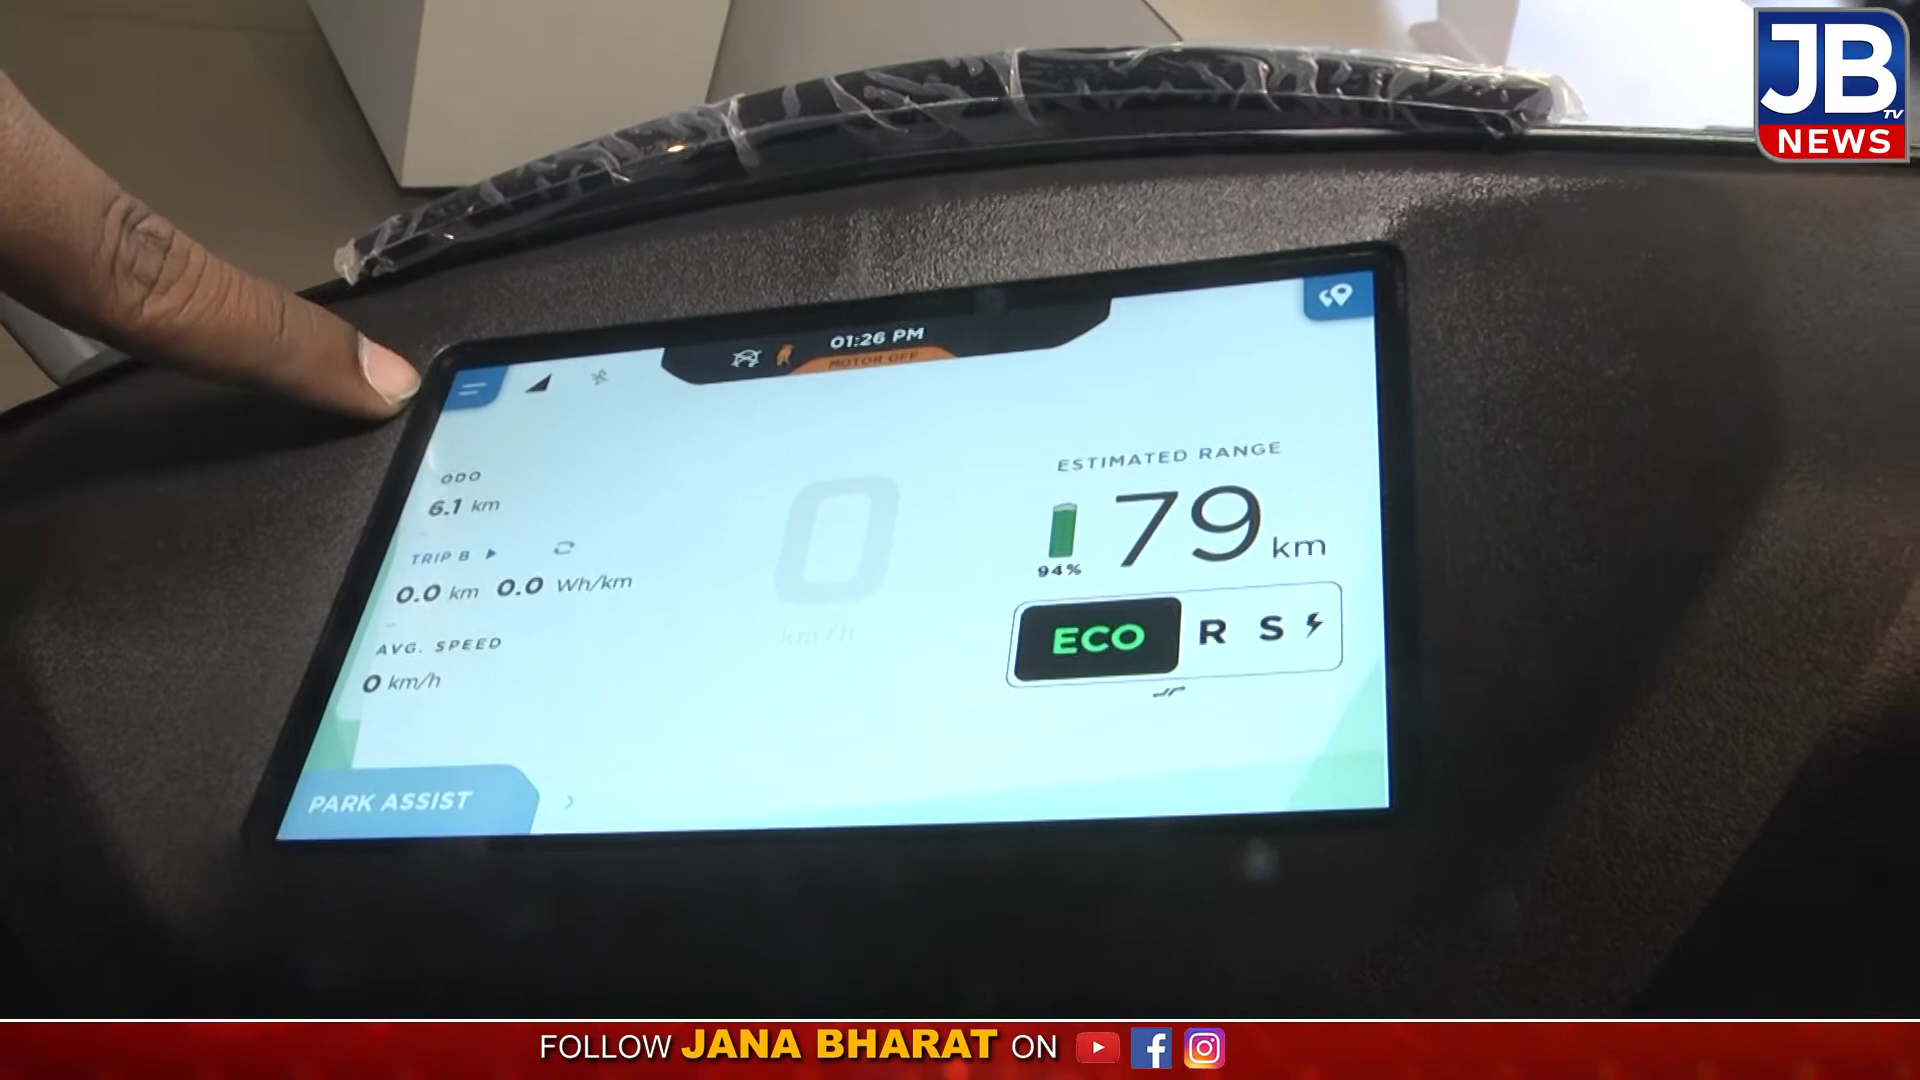 JB
TV
NEWS
01:26 PM
MOTOR OFF
ODO
6.1 km
TRIP B
0.0 km 0.0 Wh/km
AVG. SPEED
0 km/h
PARK ASSIST
0
km/h
ESTIMATED RANGE
94%
79 km
ECO R S
FOLLOW JANA BHARAT ON